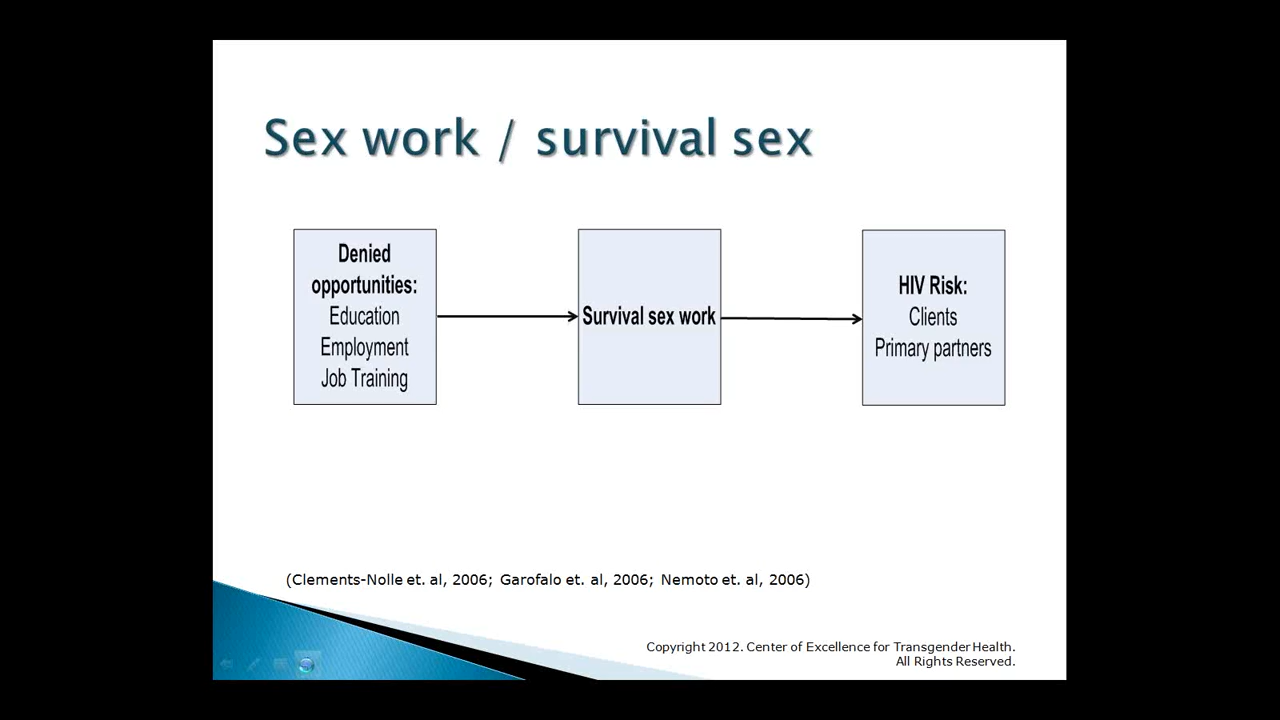 Sex work / survival sex
Denied
opportunities:
Education
Employment
Job Training
Survival sex work
HIV Risk:
Clients
Primary partners
(Clements-Nolle et. al, 2006; Garofalo et. al, 2006; Nemoto et. al, 2006)
Copyright 2012. Center of Excellence for Transgender Health.
All Rights Reserved.